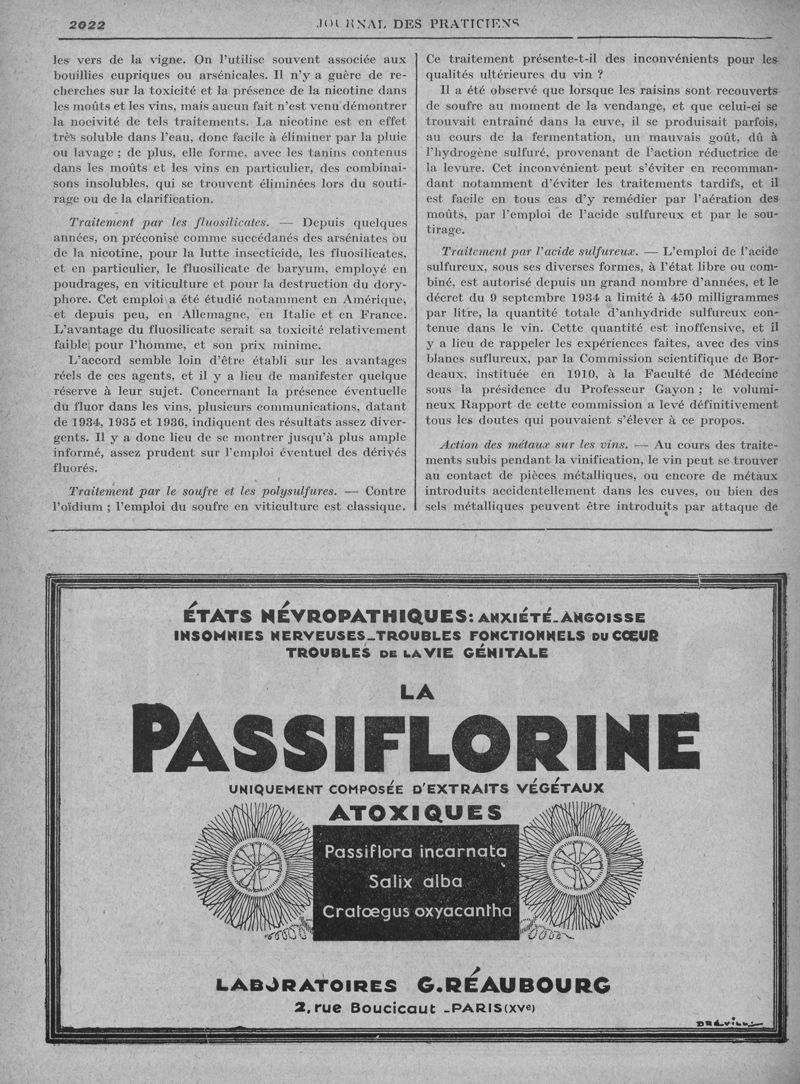 2022
JOURNAL DES PRATICIENS
les vers de la vigne. On l'utilise souvent associée aux
bouillies cupriques ou arsénicales. Il n'y a guère de re-
cherches sur la toxicité et la présence de la nicotine dans
les moûts et les vins, mais aucun fait n'est venu démontrer
la nocivité de tels traitements. La nicotine est en effet
très soluble dans l'eau, donc facile à éliminer par la pluie
ou lavage ; de plus, elle forme, avec les tanins contenus
dans les moûts et les vins en particulier, des combinai-
sons insolubles, qui se trouvent éliminées lors du souti-
rage ou de la clarification.
Traitement par les fluosilicates. — Depuis quelques
années, on préconise comme succédanés des arséniates ou
de la nicotine, pour la lutte insecticide, les fluosilicates,
et en particulier, le fluosilicate de baryum, employé en
poudrages, en viticulture et pour la destruction du dory-
phore. Cet emploi a été étudié notamment en Amérique,
et depuis peu, en Allemagne, en Italie et en France.
L'avantage du fluosilicate serait sa toxicité relativement
faible pour l'homme, et son prix minime.
L'accord semble loin d'être établi sur les avantages
réels de ces agents, et il y a lieu de manifester quelque
réserve à leur sujet. Concernant la présence éventuelle
du fluor dans les vins, plusieurs communications, datant
de 1934, 1935 et 1936, indiquent des résultats assez diver-
gents. Il y a donc lieu de se montrer jusqu'à plus ample
informé, assez prudent sur l'emploi éventuel des dérivés
fluorés.
Traitement par le soufre et les polysulfures. — Contre
l'oïdium ; l'emploi du soufre en viticulture est classique.
Ce traitement présente-t-il des inconvénients pour les
qualités ultérieures du vin ?
Il a été observé que lorsque les raisins sont recouverts
de soufre au moment de la vendange, et que celui-ci se
trouvait entraîné dans la cuve, il se produisait parfois,
au cours de la fermentation, un mauvais goût, dû à
l'hydrogène sulfuré, provenant de l'action réductrice de
la levure. Cet inconvénient peut s'éviter en recomman-
dant notamment d'éviter les traitements tardifs, et il
est facile en tous cas d'y remédier par l'aération des
moûts, par l'emploi de l'acide sulfureux et par le sou-
tirage.
Traitement par l'acide sulfureux. — L'emploi de l'acide
sulfureux, sous ses diverses formes, à l'état libre ou com-
biné, est autorisé depuis un grand nombre d'années, et le
décret du 9 septembre 1934 a limité à 450 milligrammes
par litre, la quantité totale d'anhydride sulfureux con-
tenue dans le vin. Cette quantité est inoffensive, et il
y a lieu de rappeler les expériences faites, avec des vins
blancs suflureux, par la Commission scientifique de Bor-
deaux, instituée en 1910, à la Faculté de Médecine
sous la présidence du Professeur Gayon ; le volumi-
neux Rapport de cette commission a levé définitivement
tous les doutes qui pouvaient s'élever à ce propos.
Action des métaux sur les vins. — Au cours des traite-
ments subis pendant la vinification, le vin peut se trouver
au contact de pièces métalliques, ou encore de métaux
introduits accidentellement dans les cuves, ou bien des
sels métalliques peuvent être introduits par attaque de
ÉTATS NÉVROPATHIQUES: ANXIÉTÉ_ANGOISSE
INSOMNIES NERVEUSES_TROUBLES FONCTIONNELS DU CŒUR
TROUBLES DE LA VIE GÉNITALE
LA
PASSIFLORINE
UNIQUEMENT COMPOSÉE D'EXTRAITS VÉGÉTAUX
ATOXIQUES
Passiflora incarnata
Salix alba
Cratœgus oxyacantha
LABORATOIRES G.RÉAUBOURG
2, rue Boucicaut _PARIS (XVe)